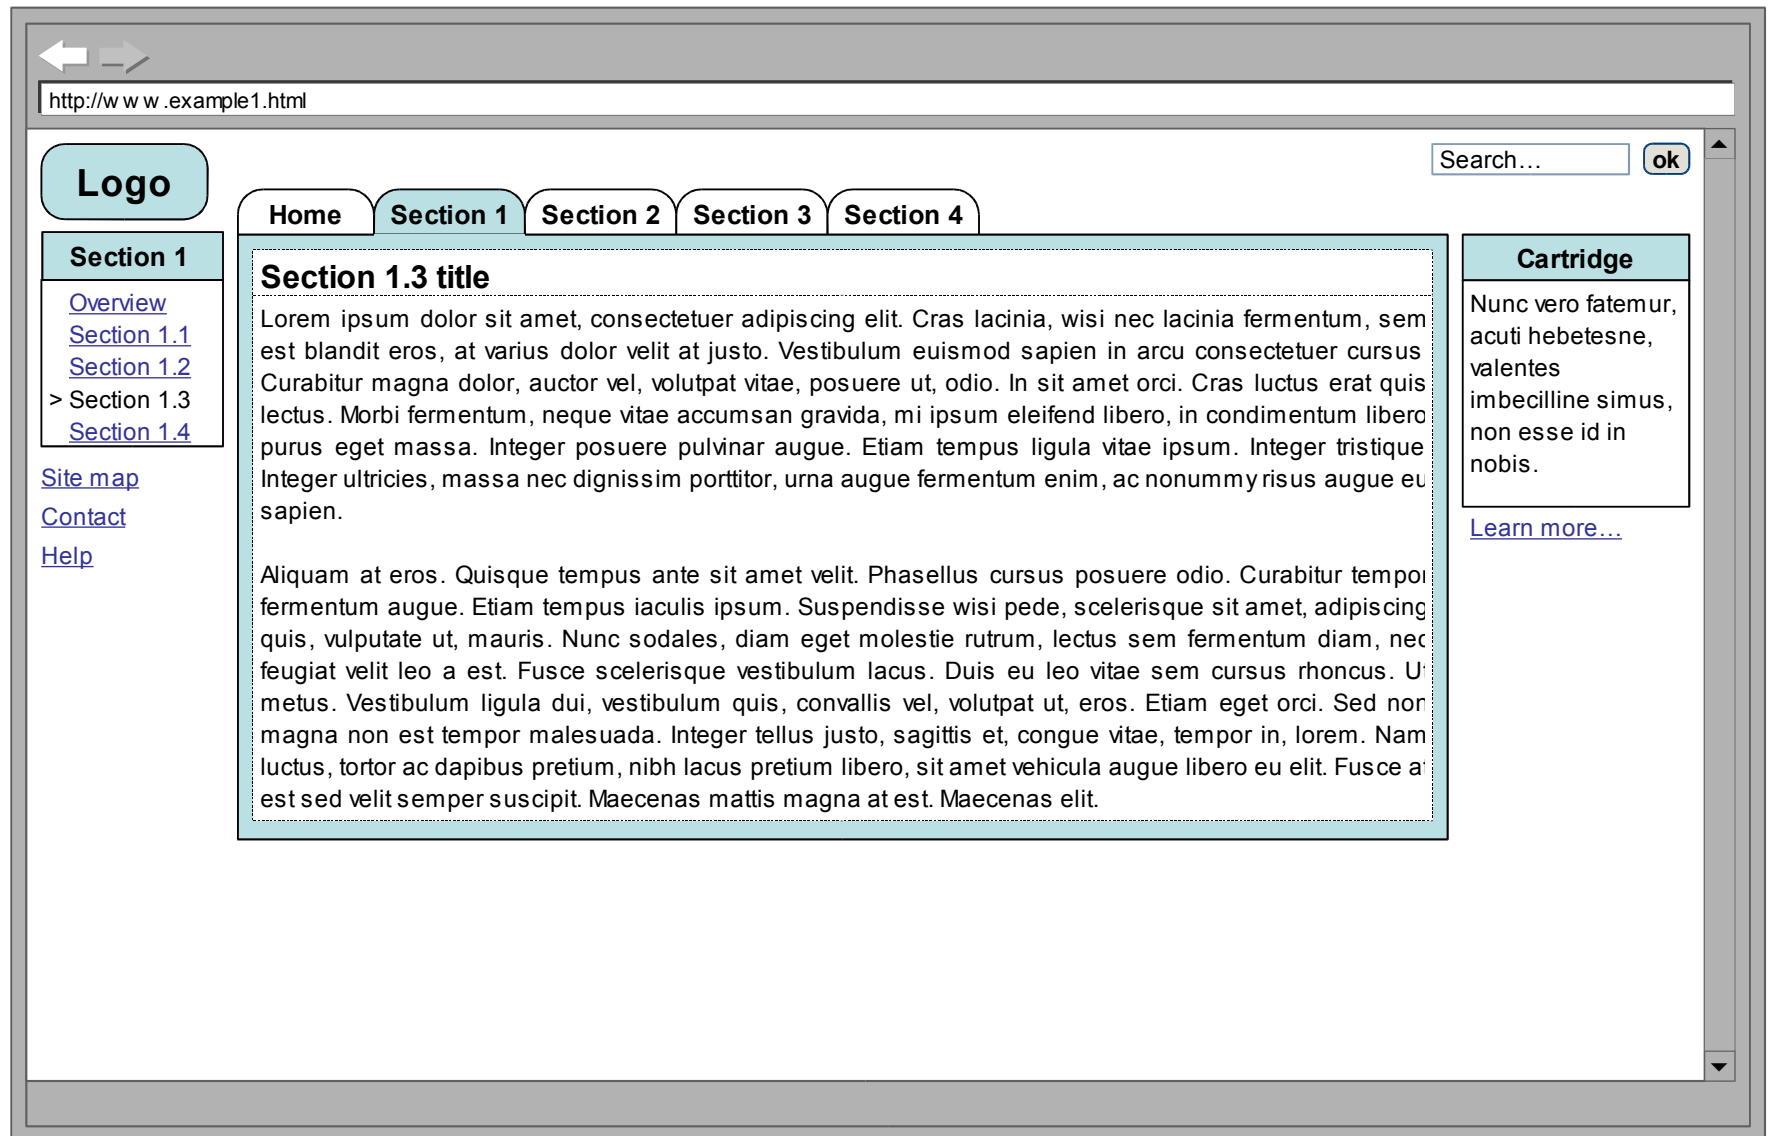 http://www.example1.html
Logo
Search…
ok
Home
Section 1
Section 2
Section 3
Section 4
Section 1
Overview
Section 1.1
Section 1.2
> Section 1.3
Section 1.4
Site map
Contact
Help
Section 1.3 title
Lorem ipsum dolor sit amet, consectetuer adipiscing elit. Cras lacinia, wisi nec lacinia fermentum, sem
est blandit eros, at varius dolor velit at justo. Vestibulum euismod sapien in arcu consectetuer cursus
Curabitur magna dolor, auctor vel, volutpat vitae, posuere ut, odio. In sit amet orci. Cras luctus erat quis
lectus. Morbi fermentum, neque vitae accumsan gravida, mi ipsum eleifend libero, in condimentum libero
purus eget massa. Integer posuere pulvinar augue. Etiam tempus ligula vitae ipsum. Integer tristique
Integer ultricies, massa nec dignissim porttitor, urna augue fermentum enim, ac nonummy risus augue eu
sapien.
Aliquam at eros. Quisque tempus ante sit amet velit. Phasellus cursus posuere odio. Curabitur tempor
fermentum augue. Etiam tempus iaculis ipsum. Suspendisse wisi pede, scelerisque sit amet, adipiscing
quis, vulputate ut, mauris. Nunc sodales, diam eget molestie rutrum, lectus sem fermentum diam, nec
feugiat velit leo a est. Fusce scelerisque vestibulum lacus. Duis eu leo vitae sem cursus rhoncus. Ut
metus. Vestibulum ligula dui, vestibulum quis, convallis vel, volutpat ut, eros. Etiam eget orci. Sed non
magna non est tempor malesuada. Integer tellus justo, sagittis et, congue vitae, tempor in, lorem. Nam
luctus, tortor ac dapibus pretium, nibh lacus pretium libero, sit amet vehicula augue libero eu elit. Fusce at
est sed velit semper suscipit. Maecenas mattis magna at est. Maecenas elit.
Cartridge
Nunc vero fatemur,
acuti hebetesne,
valentes
imbecilline simus,
non esse id in
nobis.
Learn more…